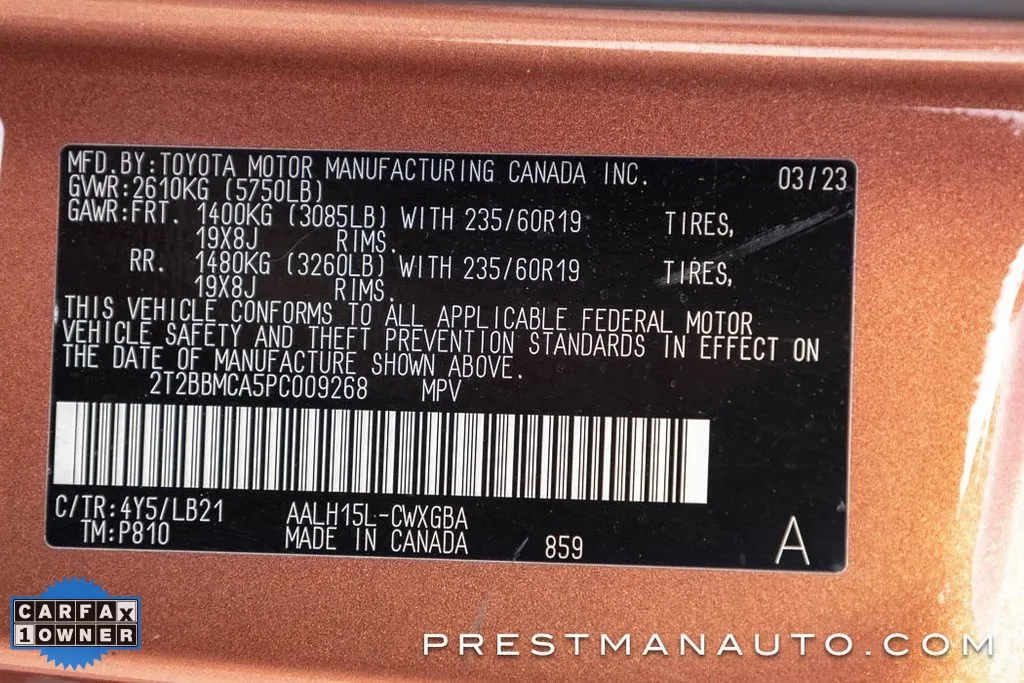 MFD.BY:TOYOTA MOTOR MANUFACTURING CANADA INC. 03/23
GVWR:2610KG (5750LB)
GAWR:FRT. 1400KG (3085LB) WITH 235/60R19 TIRES,
19X8J RIMS.
RR. 1480KG (3260LB) WITH 235/60R19 TIRES,
19X8J RIMS.
THIS VEHICLE CONFORMS TO ALL APPLICABLE FEDERAL MOTOR
VEHICLE SAFETY AND THEFT PREVENTION STANDARDS IN EFFECT ON
THE DATE OF MANUFACTURE SHOWN ABOVE.
2T2BBMCA5PC009268 MPV
C/TR:4Y5/LB21 AALH15L-CWXGBA
TM:P810 MADE IN CANADA 859 A
CARFAX
1 OWNER
PRESTMANAUTO.COM